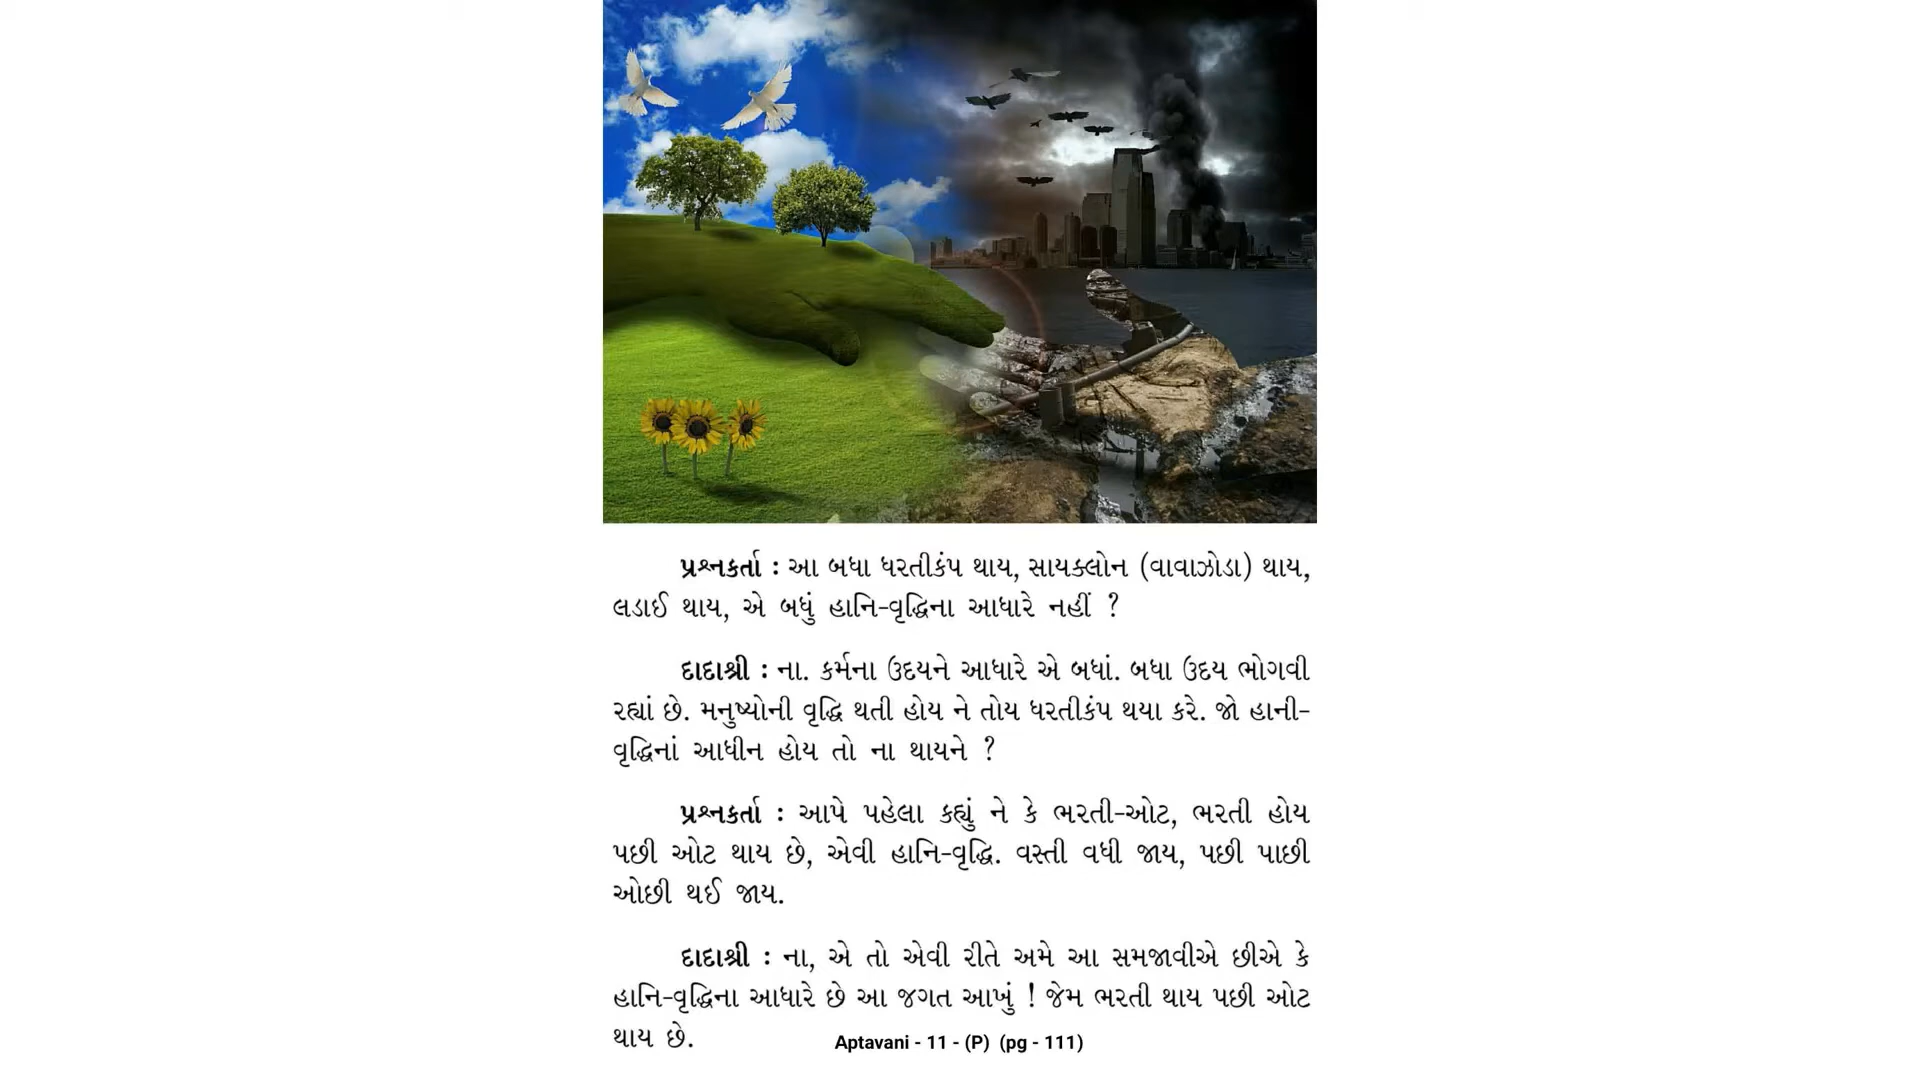 પ્રશ્નકર્તા : આ બધા ધરતીકંપ થાય, સાયક્લોન (વાવાઝોડા) થાય,
લડાઈ થાય, એ બધું હાનિ-વૃદ્ધિના આધારે નહીં ?
દાદાશ્રી : ના. કર્મના ઉદયને આધારે એ બધાં. બધા ઉદય ભોગવી
રહ્યાં છે. મનુષ્યોની વૃદ્ધિ થતી હોય ને તોય ધરતીકંપ થયા કરે. જો હાની-
વૃદ્ધિનાં આધીન હોય તો ના થાયને ?
પ્રશ્નકર્તા : આપે પહેલા કહ્યું ને કે ભરતી-ઓટ, ભરતી હોય
પછી ઓટ થાય છે, એવી હાનિ-વૃદ્ધિ. વસ્તી વધી જાય, પછી પાછી
ઓછી થઈ જાય.
દાદાશ્રી : ના, એ તો એવી રીતે અમે આ સમજાવીએ છીએ કે
હાનિ-વૃદ્ધિના આધારે છે આ જગત આખું ! જેમ ભરતી થાય પછી ઓટ
થાય છે.
Aptavani - 11 - (P) (pg - 111)